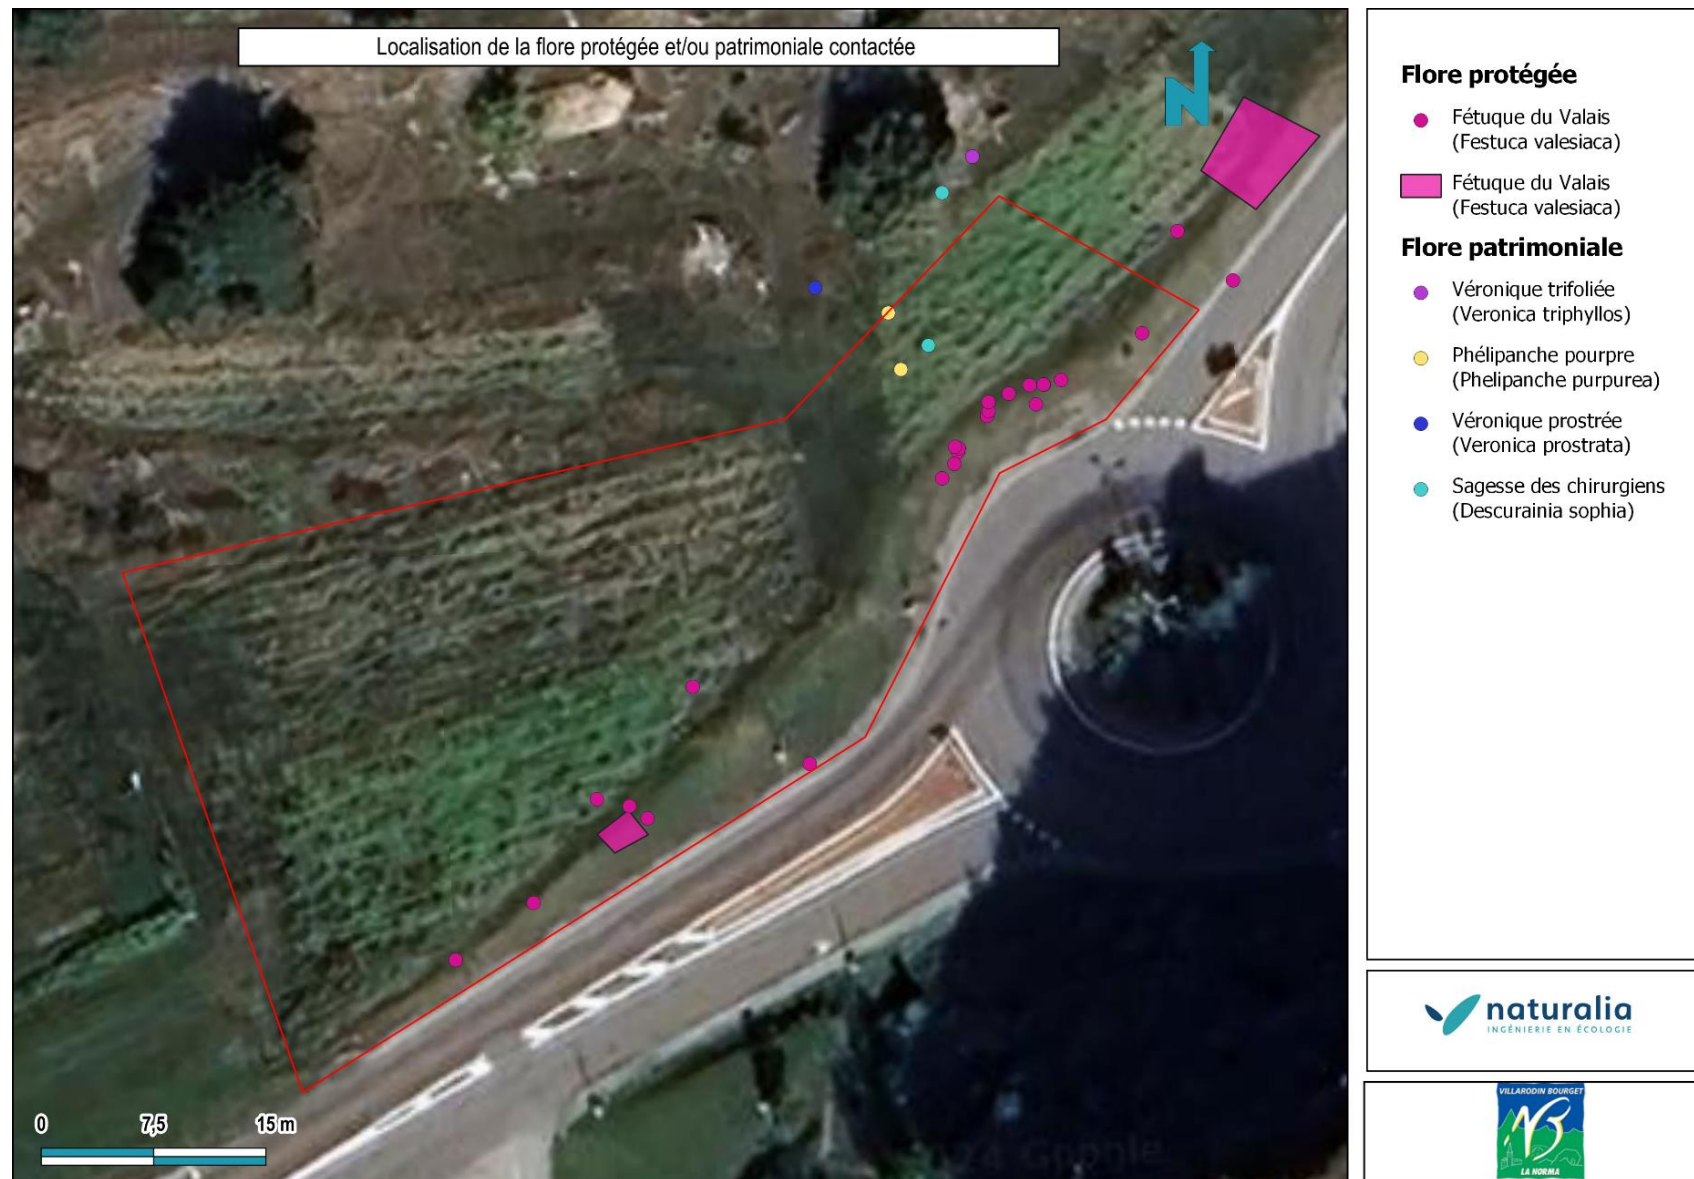 Localisation de la flore protégée et/ou patrimoniale contactée
N
Flore protégée
Fétuque du Valais
(Festuca valesiaca)
Fétuque du Valais
(Festuca valesiaca)
Flore patrimoniale
Véronique trifoliée
(Veronica triphyllos)
Phélipanche pourpre
(Phelipanche purpurea)
Véronique prostrée
(Veronica prostrata)
Sagesse des chirurgiens
(Descurainia sophia)
naturalia
INGÉNIERIE EN ÉCOLOGIE
VILLARODIN BOURGET
LA NORMA
0 7,5 15 m